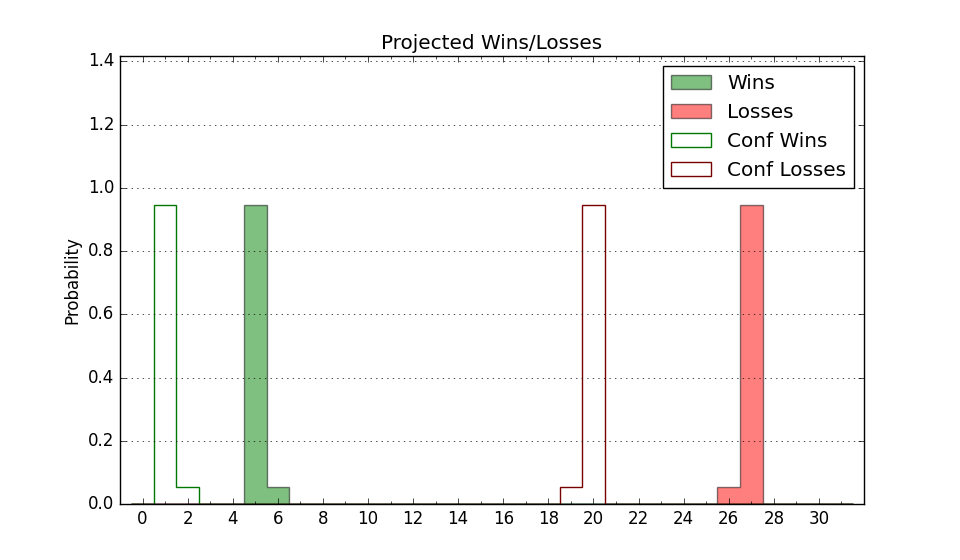 Projected Wins/Losses
1.4
1.2
1.0
0.8
0.6
0.4
0.2
0.0
Probability
Wins
Losses
Conf Wins
Conf Losses
0 2 4 6 8 10 12 14 16 18 20 22 24 26 28 30